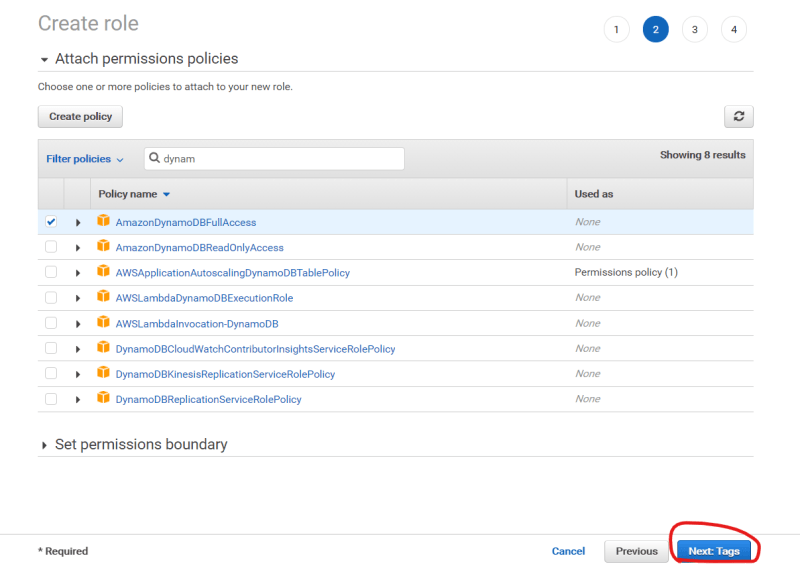 Create role
1 2 3 4
Attach permissions policies
Choose one or more policies to attach to your new role.
Create policy
Filter policies dynam Showing 8 results
Policy name Used as
AmazonDynamoDBFullAccess None
AmazonDynamoDBReadOnlyAccess None
AWSApplicationAutoscalingDynamoDBTablePolicy Permissions policy (1)
AWSLambdaDynamoDBExecutionRole None
AWSLambdaInvocation-DynamoDB None
DynamoDBCloudWatchContributorInsightsServiceRolePolicy None
DynamoDBKinesisReplicationServiceRolePolicy None
DynamoDBReplicationServiceRolePolicy None
Set permissions boundary
* Required Cancel Previous Next: Tags